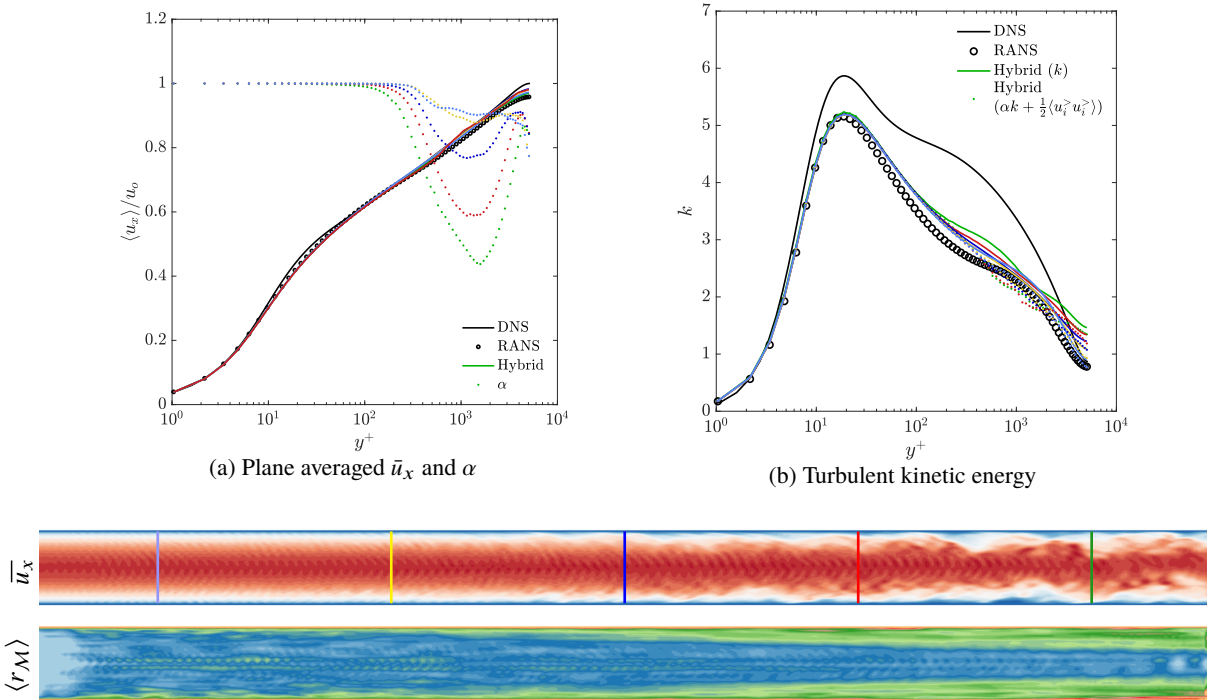 1.2
1
0.8
0.6
0.4
0.2
0
⟨u_x⟩/u_o
10^0
10^1
10^2
10^3
10^4
y^+
DNS
RANS
Hybrid
α
(a) Plane averaged ū_x and α
7
6
5
4
3
2
1
0
k
10^0
10^1
10^2
10^3
10^4
y^+
DNS
RANS
Hybrid (k)
Hybrid
(αk + 1/2⟨u_i^> u_i^>⟩)
(b) Turbulent kinetic energy
ū_x
⟨r_ℳ⟩